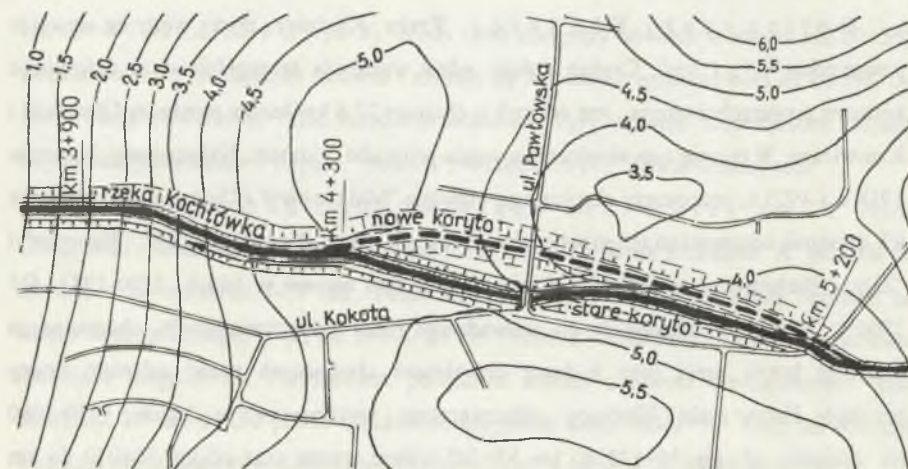 1,0
1,5
2,0
2,5
3,0
3,5
4,0
4,5
5,0
6,0
5,5
5,0
4,5
4,0
3,5
km 3+900
km 4+300
ul. Pawłowska
rzeka Kochłówka
nowe koryto
4,0
km 5+200
ul. Kokota
stare koryto
5,0
5,5